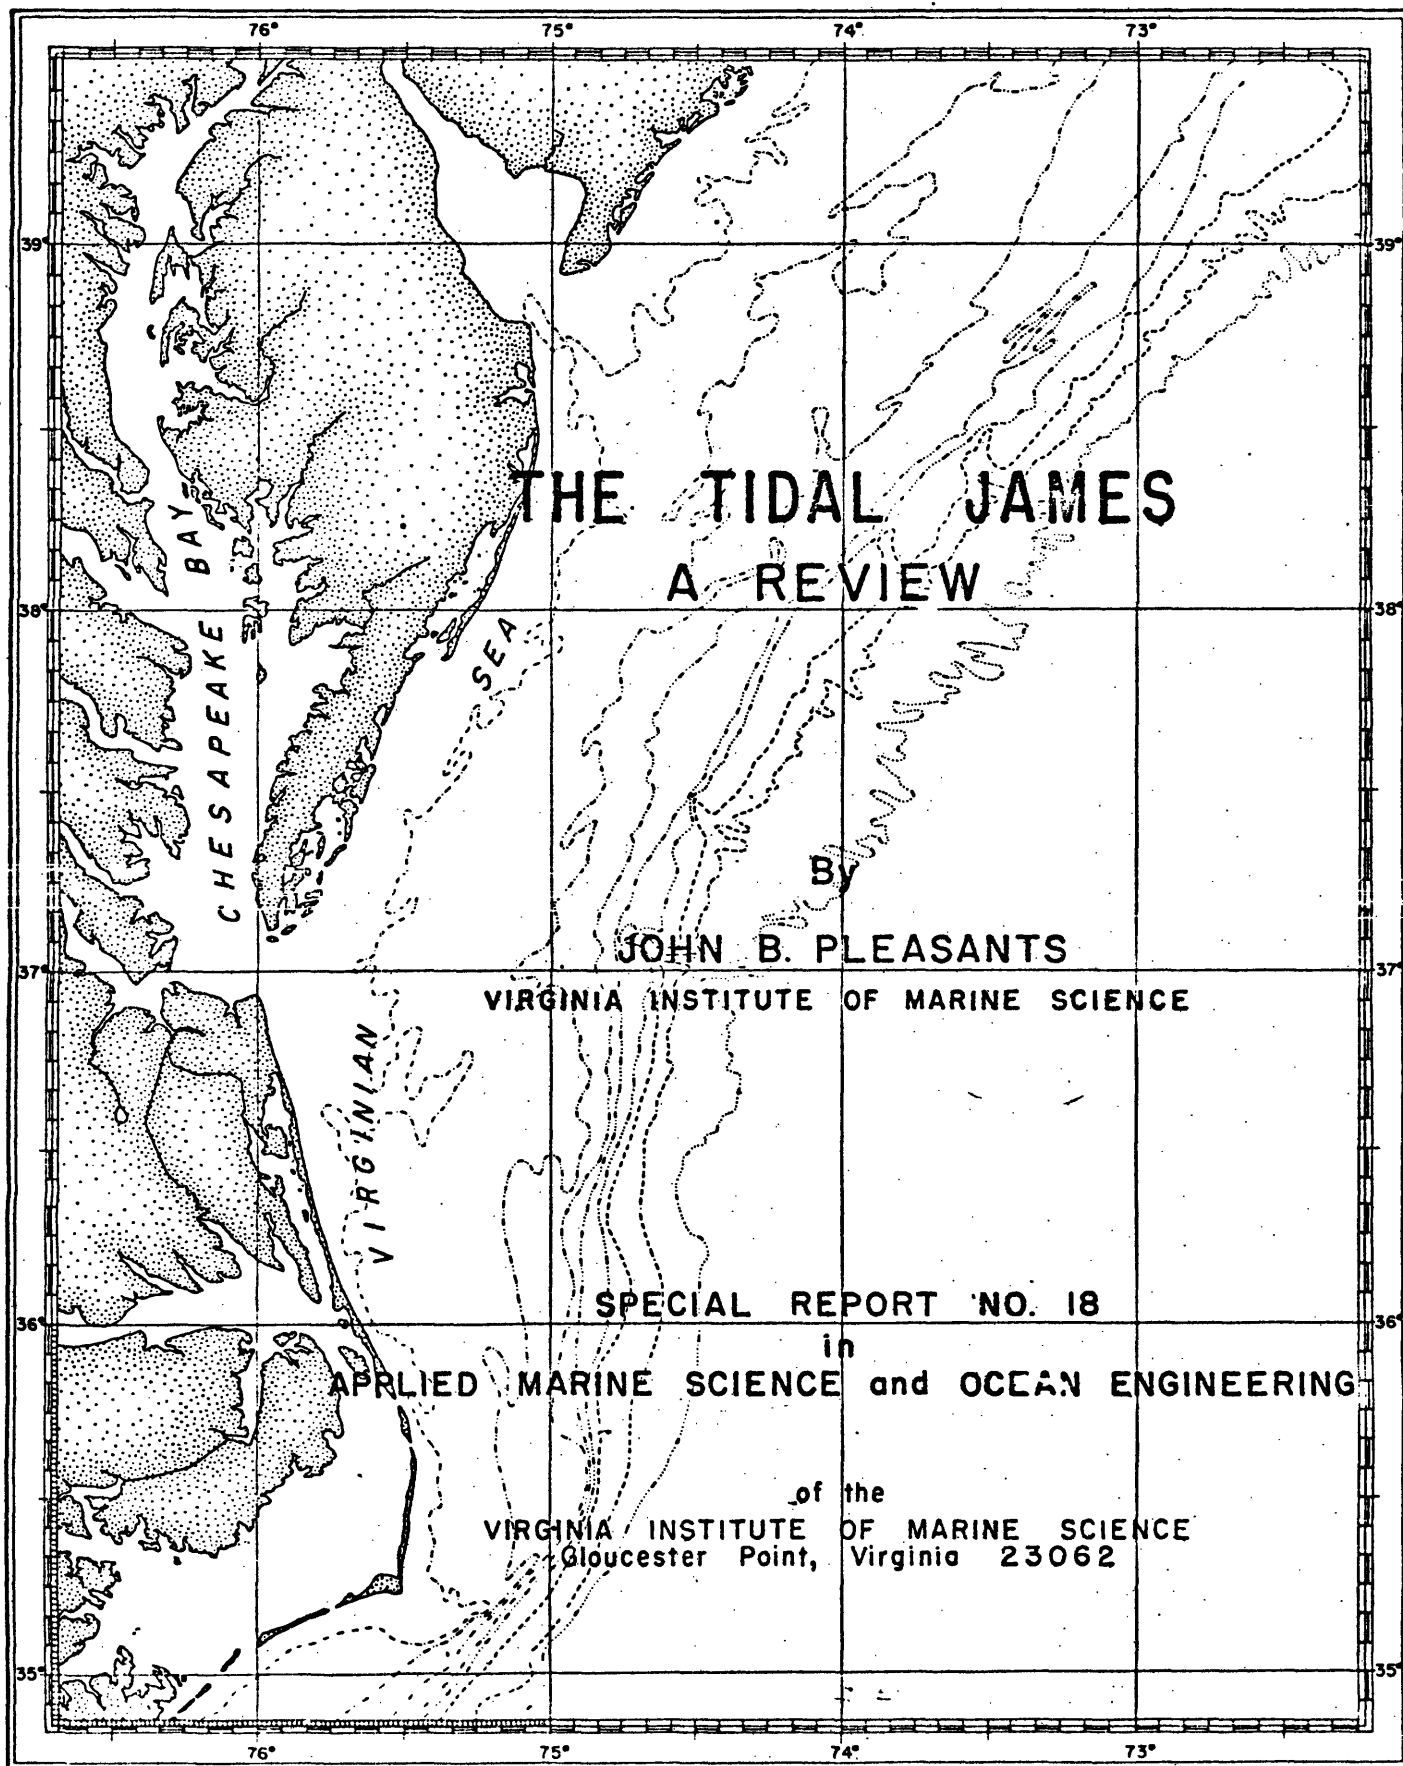 76° 75° 74° 73°
39° 39°
THE TIDAL JAMES
A REVIEW
38° 38°
CHESAPEAKE BAY
VIRGINIAN SEA
By
JOHN B. PLEASANTS
37° 37°
VIRGINIA INSTITUTE OF MARINE SCIENCE
SPECIAL REPORT NO. 18
36° 36°
in
APPLIED MARINE SCIENCE and OCEAN ENGINEERING
of the
VIRGINIA INSTITUTE OF MARINE SCIENCE
Gloucester Point, Virginia 23062
35° 35°
76° 75° 74° 73°